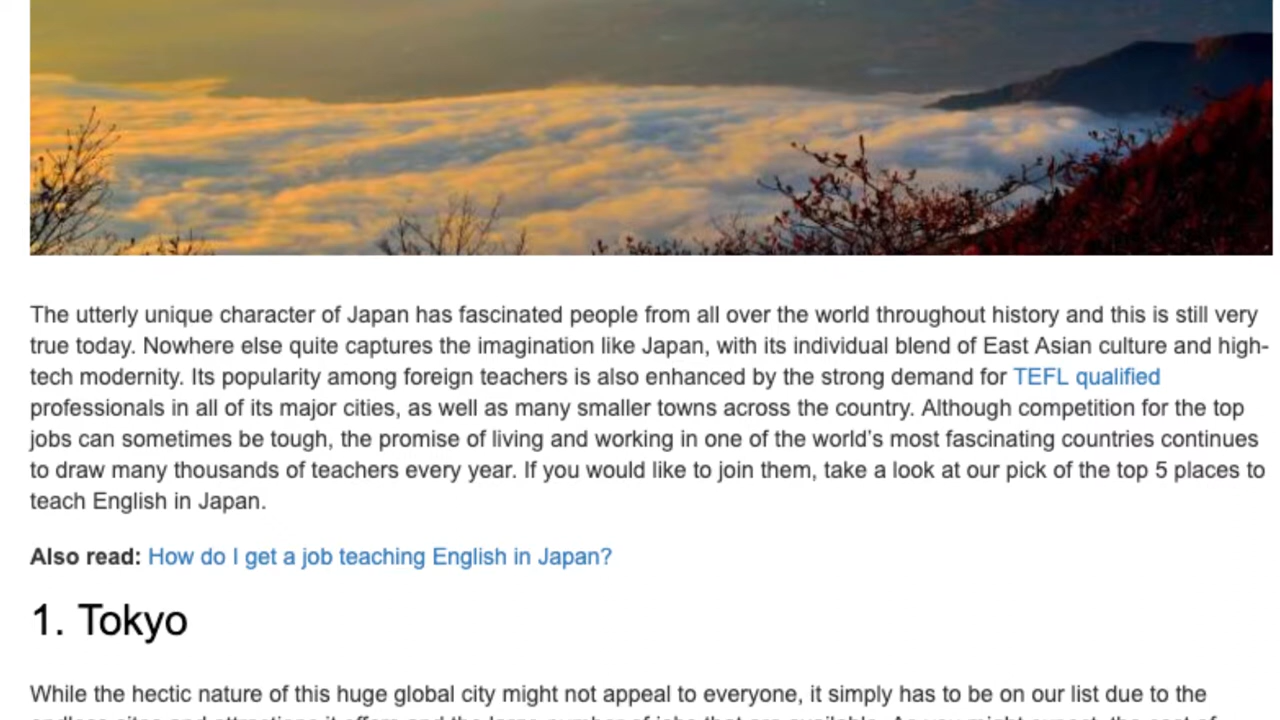 The utterly unique character of Japan has fascinated people from all over the world throughout history and this is still very
true today. Nowhere else quite captures the imagination like Japan, with its individual blend of East Asian culture and high-
tech modernity. Its popularity among foreign teachers is also enhanced by the strong demand for TEFL qualified
professionals in all of its major cities, as well as many smaller towns across the country. Although competition for the top
jobs can sometimes be tough, the promise of living and working in one of the world's most fascinating countries continues
to draw many thousands of teachers every year. If you would like to join them, take a look at our pick of the top 5 places to
teach English in Japan.
Also read: How do I get a job teaching English in Japan?
1. Tokyo
While the hectic nature of this huge global city might not appeal to everyone, it simply has to be on our list due to the